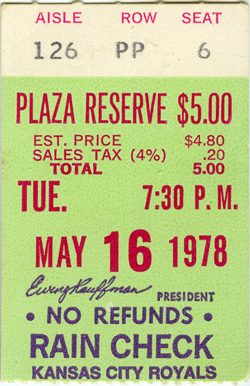 AISLE ROW SEAT
126 PP 6
PLAZA RESERVE $5.00
EST. PRICE $4.80
SALES TAX (4%) .20
TOTAL 5.00
TUE. 7:30 P. M.
MAY 16 1978
Ewing Kauffman PRESIDENT
• NO REFUNDS •
RAIN CHECK
KANSAS CITY ROYALS